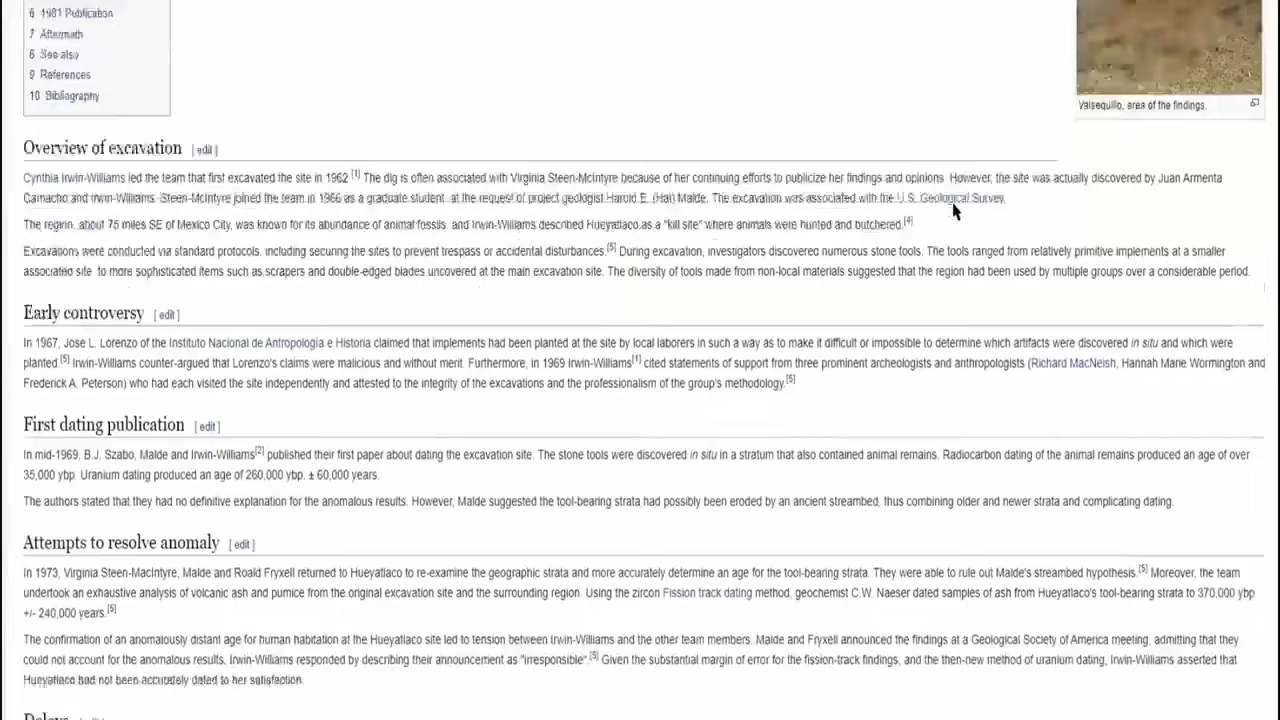 6 1981 Publication
7 Aftermath
8 See also
9 References
10 Bibliography
Valsequillo, area of the findings.
Overview of excavation [ edit ]
Cynthia Irwin-Williams led the team that first excavated the site in 1962 [1] The dig is often associated with Virginia Steen-McIntyre because of her continuing efforts to publicize her findings and opinions. However, the site was actually discovered by Juan Armenta
Camacho and Irwin-Williams. Steen-McIntyre joined the team in 1966 as a graduate student, at the request of project geologist Harold E. (Hal) Malde. The excavation was associated with the U.S. Geological Survey.
The region, about 75 miles SE of Mexico City, was known for its abundance of animal fossils, and Irwin-Williams described Hueyatlaco as a "kill site" where animals were hunted and butchered.[4]
Excavations were conducted via standard protocols, including securing the sites to prevent trespass or accidental disturbances.[5] During excavation, investigators discovered numerous stone tools. The tools ranged from relatively primitive implements at a smaller
associated site, to more sophisticated items such as scrapers and double-edged blades uncovered at the main excavation site. The diversity of tools made from non-local materials suggested that the region had been used by multiple groups over a considerable period.
Early controversy [ edit ]
In 1967, Jose L. Lorenzo of the Instituto Nacional de Antropología e Historia claimed that implements had been planted at the site by local laborers in such a way as to make it difficult or impossible to determine which artifacts were discovered in situ and which were
planted.[5] Irwin-Williams counter-argued that Lorenzo's claims were malicious and without merit. Furthermore, in 1969 Irwin-Williams[1] cited statements of support from three prominent archeologists and anthropologists (Richard MacNeish, Hannah Marie Wormington and
Frederick A. Peterson) who had each visited the site independently and attested to the integrity of the excavations and the professionalism of the group's methodology.[5]
First dating publication [ edit ]
In mid-1969, B.J. Szabo, Malde and Irwin-Williams[2] published their first paper about dating the excavation site. The stone tools were discovered in situ in a stratum that also contained animal remains. Radiocarbon dating of the animal remains produced an age of over
35,000 ybp. Uranium dating produced an age of 260,000 ybp, ± 60,000 years.
The authors stated that they had no definitive explanation for the anomalous results. However, Malde suggested the tool-bearing strata had possibly been eroded by an ancient streambed, thus combining older and newer strata and complicating dating.
Attempts to resolve anomaly [ edit ]
In 1973, Virginia Steen-MacIntyre, Malde and Roald Fryxell returned to Hueyatlaco to re-examine the geographic strata and more accurately determine an age for the tool-bearing strata. They were able to rule out Malde's streambed hypothesis.[5] Moreover, the team
undertook an exhaustive analysis of volcanic ash and pumice from the original excavation site and the surrounding region. Using the zircon Fission track dating method, geochemist C.W. Naeser dated samples of ash from Hueyatlaco's tool-bearing strata to 370,000 ybp
+/- 240,000 years.[5]
The confirmation of an anomalously distant age for human habitation at the Hueyatlaco site led to tension between Irwin-Williams and the other team members. Malde and Fryxell announced the findings at a Geological Society of America meeting, admitting that they
could not account for the anomalous results, Irwin-Williams responded by describing their announcement as "irresponsible".[5] Given the substantial margin of error for the fission-track findings, and the then-new method of uranium dating, Irwin-Williams asserted that
Hueyatlaco had not been accurately dated to her satisfaction.
Delays